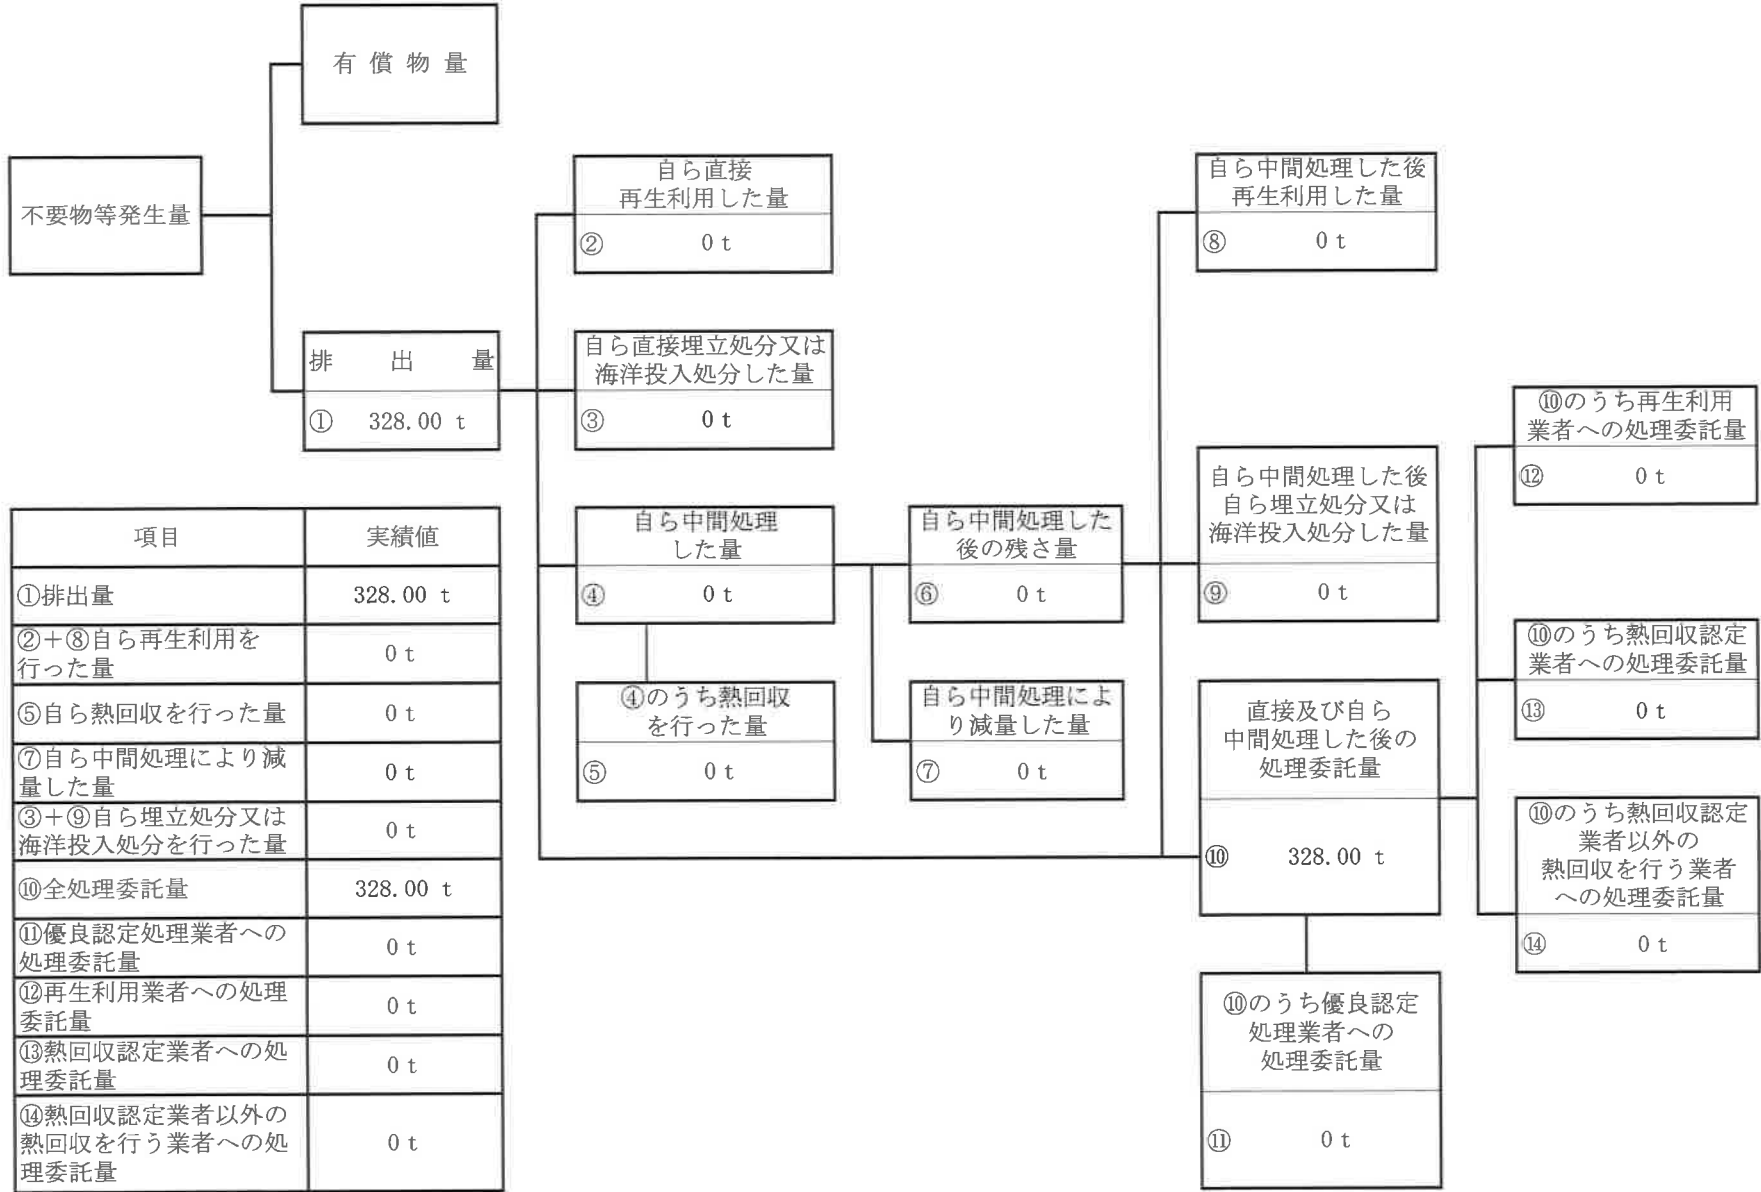 有償物量
不要物等発生量
排出量
① 328.00 t
自ら直接
再生利用した量
② 0 t
自ら直接埋立処分又は
海洋投入処分した量
③ 0 t
自ら中間処理
した量
④ 0 t
④のうち熱回収
を行った量
⑤ 0 t
自ら中間処理した
後の残さ量
⑥ 0 t
自ら中間処理によ
り減量した量
⑦ 0 t
自ら中間処理した後
再生利用した量
⑧ 0 t
自ら中間処理した後
自ら埋立処分又は
海洋投入処分した量
⑨ 0 t
直接及び自ら
中間処理した後の
処理委託量
⑩ 328.00 t
⑩のうち優良認定
処理業者への
処理委託量
⑪ 0 t
⑩のうち再生利用
業者への処理委託量
⑫ 0 t
⑩のうち熱回収認定
業者への処理委託量
⑬ 0 t
⑩のうち熱回収認定
業者以外の
熱回収を行う業者
への処理委託量
⑭ 0 t
項目 実績値
①排出量 328.00 t
②+⑧自ら再生利用を
行った量 0 t
⑤自ら熱回収を行った量 0 t
⑦自ら中間処理により減
量した量 0 t
③+⑨自ら埋立処分又は
海洋投入処分を行った量 0 t
⑩全処理委託量 328.00 t
⑪優良認定処理業者への
処理委託量 0 t
⑫再生利用業者への処理
委託量 0 t
⑬熱回収認定業者への処
理委託量 0 t
⑭熱回収認定業者以外の
熱回収を行う業者への処
理委託量 0 t